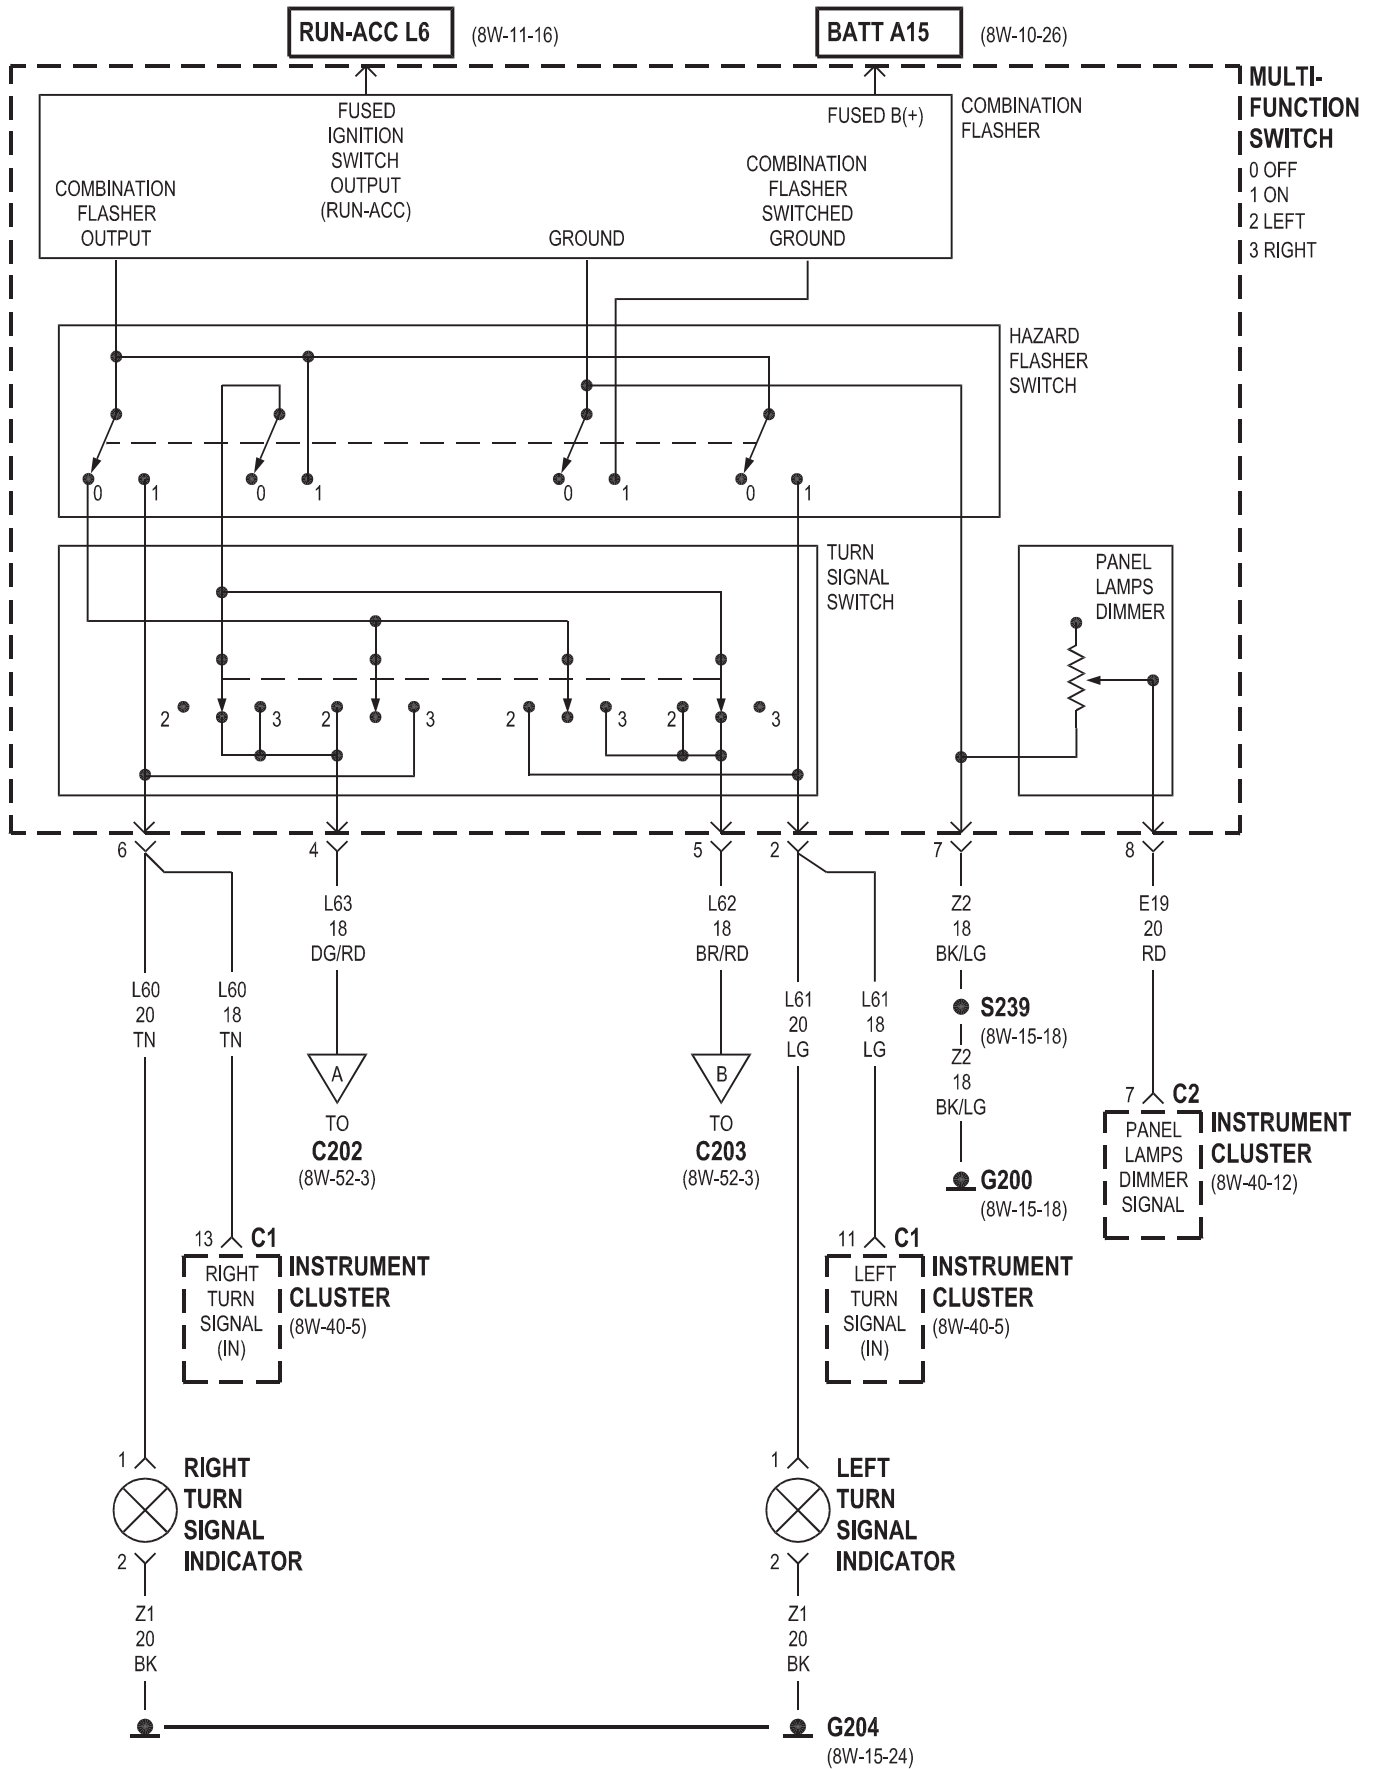 RUN-ACC L6 (8W-11-16)
BATT A15 (8W-10-26)
MULTI-
FUNCTION
SWITCH
0 OFF
1 ON
2 LEFT
3 RIGHT
COMBINATION
FLASHER
FUSED
IGNITION
SWITCH
OUTPUT
(RUN-ACC)
FUSED B(+)
COMBINATION
FLASHER
OUTPUT
GROUND
COMBINATION
FLASHER
SWITCHED
GROUND
HAZARD
FLASHER
SWITCH
0 1 0 1 0 1 0 1
TURN
SIGNAL
SWITCH
PANEL
LAMPS
DIMMER
2 3 2 3 2 3 2 3
6 4 5 2 7 8
L63
18
DG/RD
L62
18
BR/RD
Z2
18
BK/LG
E19
20
RD
L60
20
TN
L60
18
TN
L61
20
LG
L61
18
LG
S239
(8W-15-18)
Z2
18
BK/LG
G200
(8W-15-18)
A
TO
C202
(8W-52-3)
B
TO
C203
(8W-52-3)
7 C2
PANEL
LAMPS
DIMMER
SIGNAL
INSTRUMENT
CLUSTER
(8W-40-12)
13 C1
RIGHT
TURN
SIGNAL
(IN)
INSTRUMENT
CLUSTER
(8W-40-5)
11 C1
LEFT
TURN
SIGNAL
(IN)
INSTRUMENT
CLUSTER
(8W-40-5)
1
RIGHT
TURN
SIGNAL
INDICATOR
2
1
LEFT
TURN
SIGNAL
INDICATOR
2
Z1
20
BK
Z1
20
BK
G204
(8W-15-24)